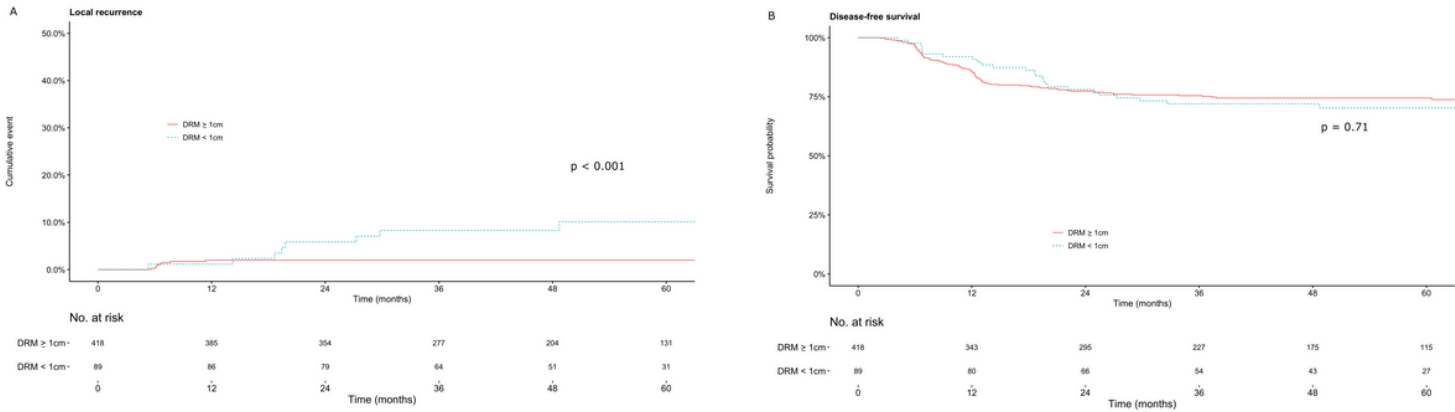 A
Local recurrence
50.0%
40.0%
30.0%
20.0%
10.0%
0.0%
Cumulative event
DRM ≥ 1cm
DRM < 1cm
p < 0.001
0 12 24 36 48 60
Time (months)
No. at risk
DRM ≥ 1cm- 418 385 354 277 204 131
DRM < 1cm- 89 86 79 64 51 31
0 12 24 36 48 60
Time (months)
B
Disease-free survival
100%
75%
50%
25%
0%
Survival probability
p = 0.71
DRM ≥ 1cm
DRM < 1cm
0 12 24 36 48 60
Time (months)
No. at risk
DRM ≥ 1cm- 418 343 295 227 175 115
DRM < 1cm- 89 80 66 54 43 27
0 12 24 36 48 60
Time (months)